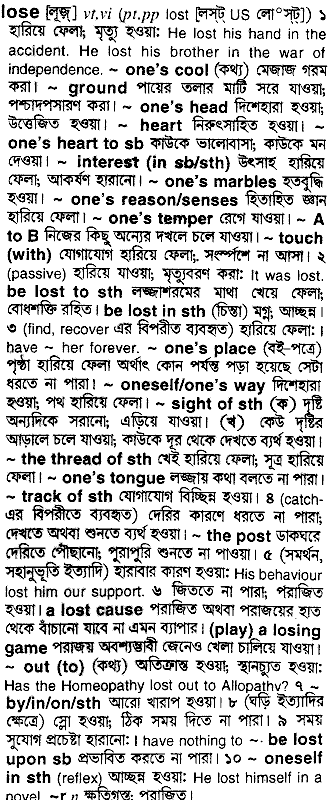 lose [লূজ্] vt.vi (pt.pp lost [লসট্ US লোˑস্ট্]) ১
হারিয়ে ফেলা; মৃত্যু হওয়া: He lost his hand in the
accident. He lost his brother in the war of
independence. ~ one's cool (কথ্য) মেজাজ গরম
করা। ~ ground পায়ের তলার মাটি সরে যাওয়া;
পশ্চাদপসারণ করা। ~ one's head দিশেহারা হওয়া;
উত্তেজিত হওয়া। ~ heart নিরুৎসাহিত হওয়া। ~
one's heart to sb কাউকে ভালোবাসা; কাউকে মন
দেওয়া। ~ interest (in sb/sth) উৎসাহ হারিয়ে
ফেলা; আকর্ষণ হারানো। ~ one's marbles হতবুদ্ধি
হওয়া। ~ one's reason/senses হিতাহিত জ্ঞান
হারিয়ে ফেলা। ~ one's temper রেগে যাওয়া। ~ A
to B নিজের কিছু অন্যের দখলে চলে যাওয়া। ~ touch
(with) যোগাযোগ হারিয়ে ফেলা; সংস্পর্শে না আসা। ২
(passive) হারিয়ে যাওয়া; মৃত্যুবরণ করা: It was lost.
be lost to sth লজ্জাশরমের মাথা খেয়ে ফেলা;
বোধশক্তি রহিত। be lost in sth (চিন্তা) মগ্ন; আচ্ছন্ন।
৩ (find, recover এর বিপরীত ব্যবহৃত) হারিয়ে ফেলা: I
have ~ her forever. ~ one's place (বই-পত্রে)
পৃষ্ঠা হারিয়ে ফেলা অর্থাৎ কোন পর্যন্ত পড়া হয়েছে সেটা
ধরতে না পারা। ~ oneself/one's way দিশেহারা
হওয়া; পথ হারিয়ে ফেলা। ~ sight of sth (ক) দৃষ্টি
অন্যদিকে সরানো; এড়িয়ে যাওয়া। (খ) কেউ দৃষ্টির
আড়ালে চলে যাওয়া; কাউকে দূর থেকে দেখতে ব্যর্থ হওয়া।
~ the thread of sth খেই হারিয়ে ফেলা; সূত্র হারিয়ে
ফেলা। ~ one's tongue লজ্জায় কথা বলতে না পারা।
~ track of sth যোগাযোগ বিচ্ছিন্ন হওয়া। ৪ (catch-
এর বিপরীতে ব্যবহৃত) দেরির কারণে ধরতে না পারা;
দেখতে অথবা শুনতে ব্যর্থ হওয়া। ~ the post ডাকঘরে
দেরিতে পৌঁছানো; পুরাপুরি শুনতে না পাওয়া। ৫ (সমর্থন,
সহানুভূতি ইত্যাদি) হারাবার কারণ হওয়া: His behaviour
lost him our support. ৬ জিততে না পারা; পরাজিত
হওয়া। a lost cause পরাজিত অথবা পরাজয়ের হাত
থেকে বাঁচানো যাবে না এমন ব্যাপার। (play) a losing
game পরাজয় অবশ্যম্ভাবী জেনেও খেলা চালিয়ে যাওয়া।
~ out (to) (কথ্য) অতিক্রান্ত হওয়া; স্থানচ্যুত হওয়া:
Has the Homeopathy lost out to Allopathy? ৭ ~
by/in/on/sth আরো খারাপ হওয়া। ৮ (ঘড়ি ইত্যাদির
ক্ষেত্রে) স্লো হওয়া; ঠিক সময় দিতে না পারা। ৯ সময়
সুযোগ প্রচেষ্টা হারানো: I have nothing to ~. be lost
upon sb প্রভাবিত করতে না পারা। ১০ ~ oneself
in sth (reflex) আচ্ছন্ন হওয়া: He lost himself in a
novel. ~r n ক্ষতিগ্রস্ত; পরাজিত।